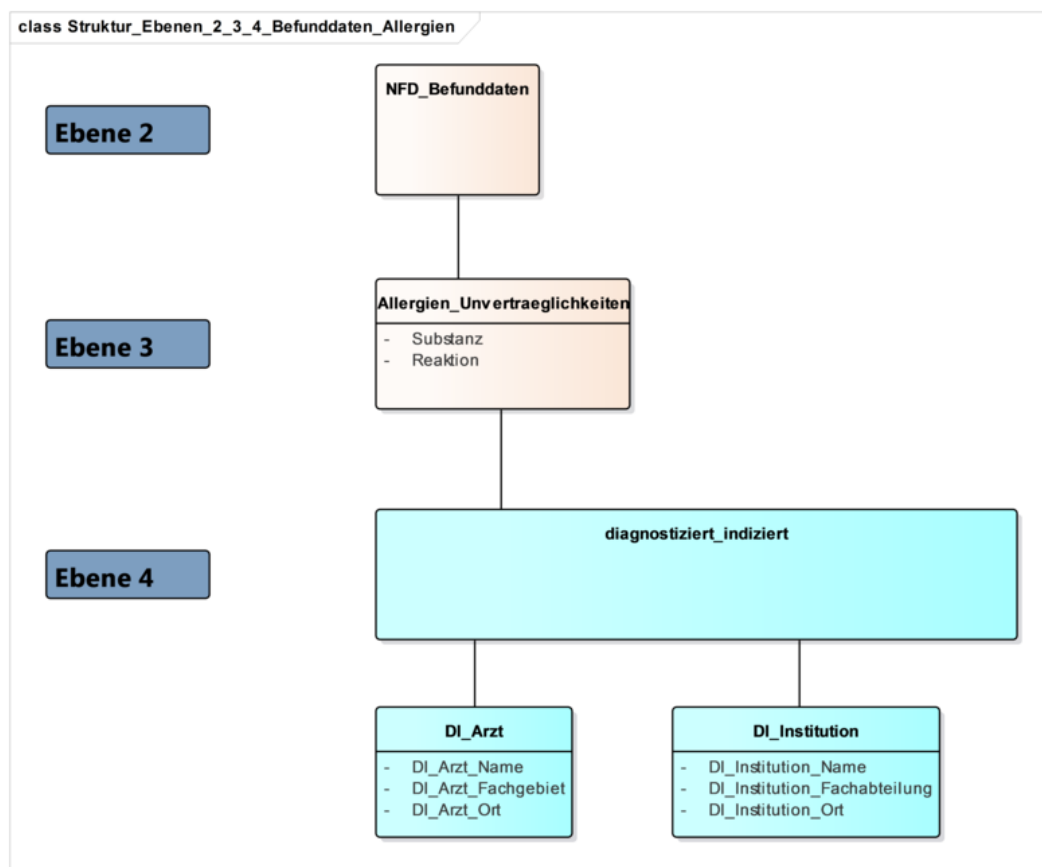 class Struktur_Ebenen_2_3_4_Befunddaten_Allergien
NFD_Befunddaten
Ebene 2
Allergien_Unvertraeglichkeiten
Ebene 3
- Substanz
- Reaktion
diagnostiziert_indiziert
Ebene 4
DI_Arzt
- DI_Arzt_Name
- DI_Arzt_Fachgebiet
- DI_Arzt_Ort
DI_Institution
- DI_Institution_Name
- DI_Institution_Fachabteilung
- DI_Institution_Ort